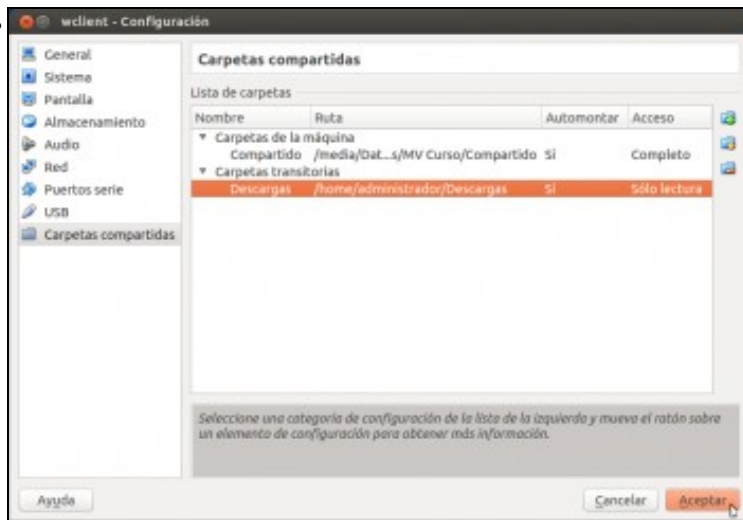 wclient - Configuración
General
Sistema
Pantalla
Almacenamiento
Audio
Red
Puertos serie
USB
Carpetas compartidas
Carpetas compartidas
Lista de carpetas
Nombre Ruta Automontar Acceso
Carpetas de la máquina
Compartido /media/Dat...s/MV Curso/Compartido Sí Completo
Carpetas transitorias
Descargas /home/administrador/Descargas Sí Sólo lectura
Seleccione una categoría de configuración de la lista de la izquierda y mueva el ratón sobre
un elemento de configuración para obtener más información.
Ayuda Cancelar Aceptar